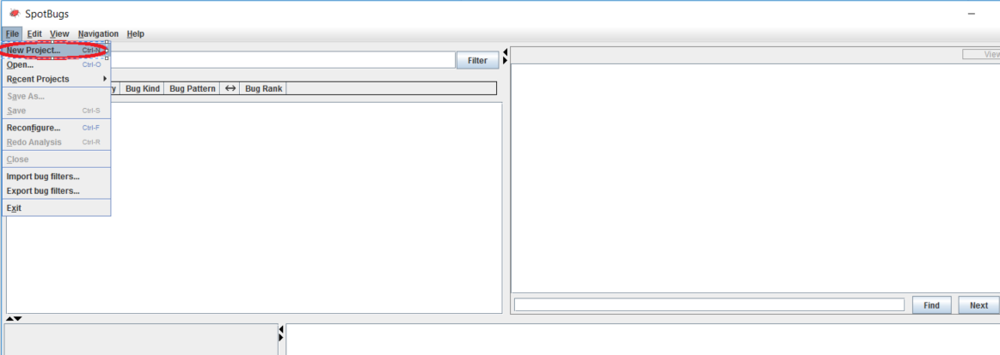 SpotBugs
File Edit View Navigation Help
New Project... Ctrl-N
Open... Ctrl-O
Recent Projects
Save As...
Save Ctrl-S
Reconfigure... Ctrl-F
Redo Analysis Ctrl-R
Close
Import bug filters...
Export bug filters...
Exit
Filter
Bug Kind Bug Pattern ↔ Bug Rank
View
Find Next